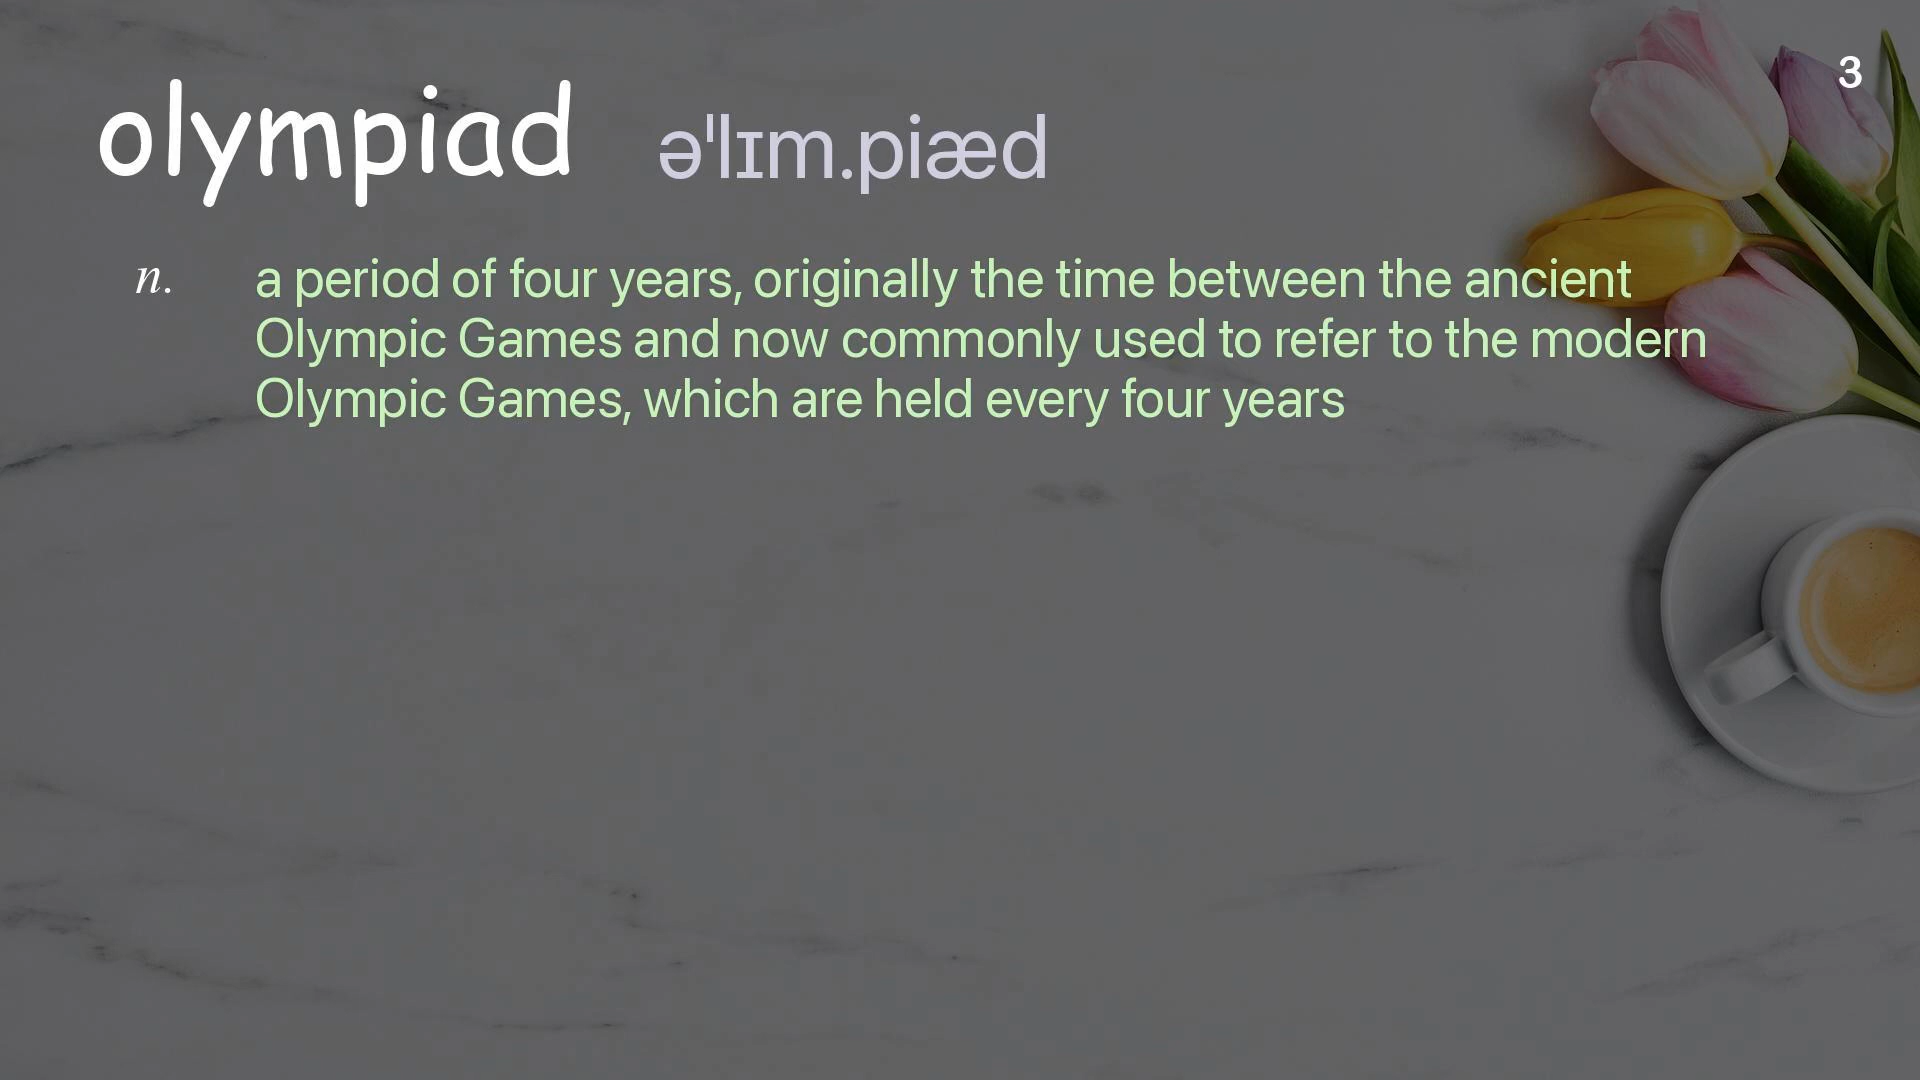 3
olympiad əˈlɪm.piæd
n. a period of four years, originally the time between the ancient
Olympic Games and now commonly used to refer to the modern
Olympic Games, which are held every four years